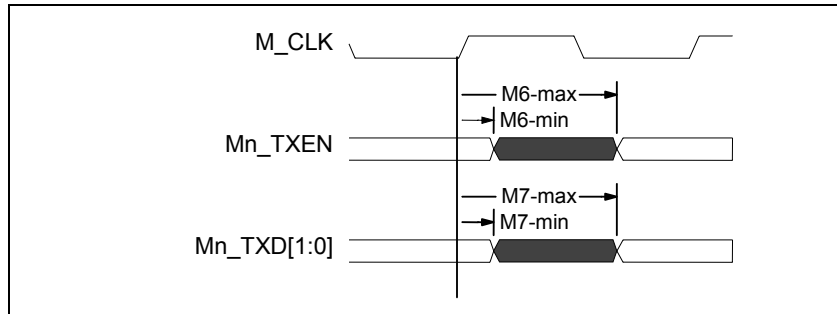 M_CLK
M6-max
M6-min
Mn_TXEN
M7-max
M7-min
Mn_TXD[1:0]